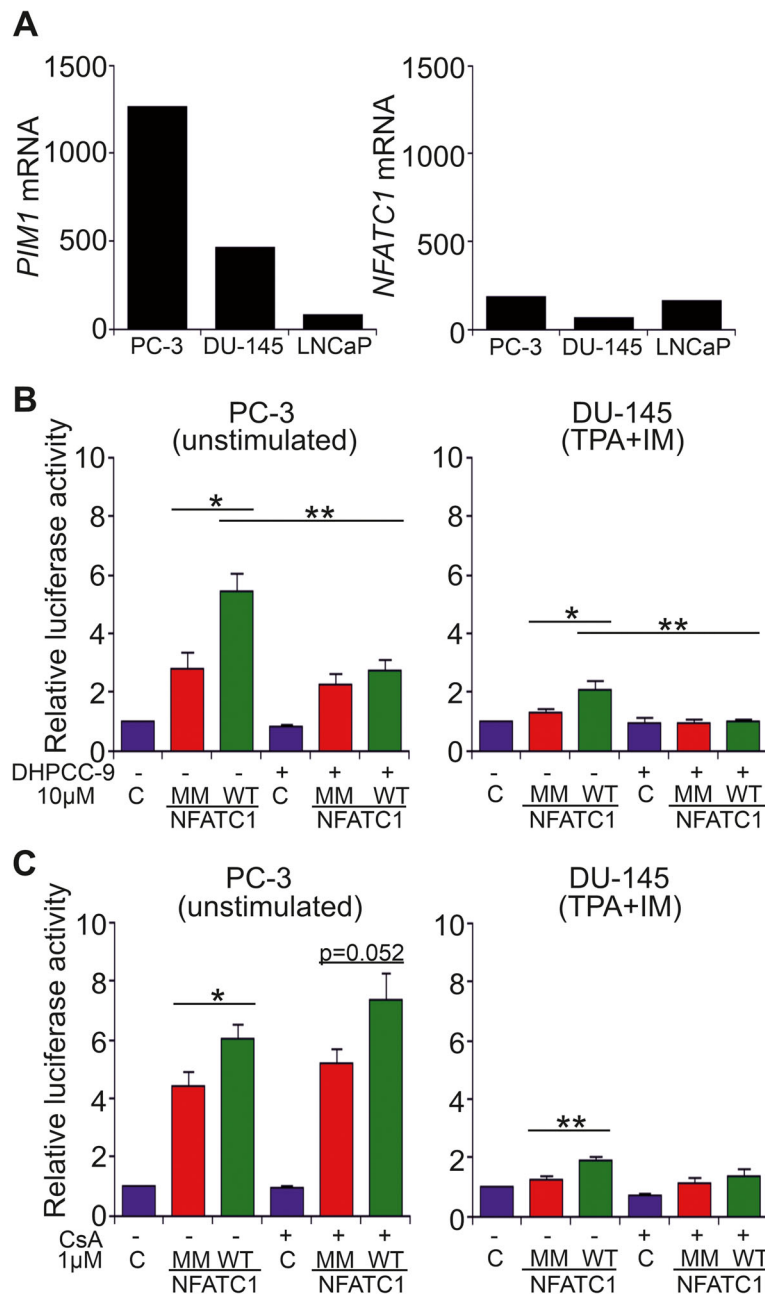 A
PIM1 mRNA
1500
1000
500
0
PC-3 DU-145 LNCaP
NFATC1 mRNA
1500
1000
500
0
PC-3 DU-145 LNCaP
B
PC-3
(unstimulated)
Relative luciferase activity
10
8
6
4
2
0
* **
DHPCC-9 - - - + + +
10µM C MM WT C MM WT
NFATC1 NFATC1
DU-145
(TPA+IM)
10
8
6
4
2
0
* **
- - - + + +
C MM WT C MM WT
NFATC1 NFATC1
C
PC-3
(unstimulated)
Relative luciferase activity
10
8
6
4
2
0
* p=0.052
CsA - - - + + +
1µM C MM WT C MM WT
NFATC1 NFATC1
DU-145
(TPA+IM)
10
8
6
4
2
0
**
- - - + + +
C MM WT C MM WT
NFATC1 NFATC1